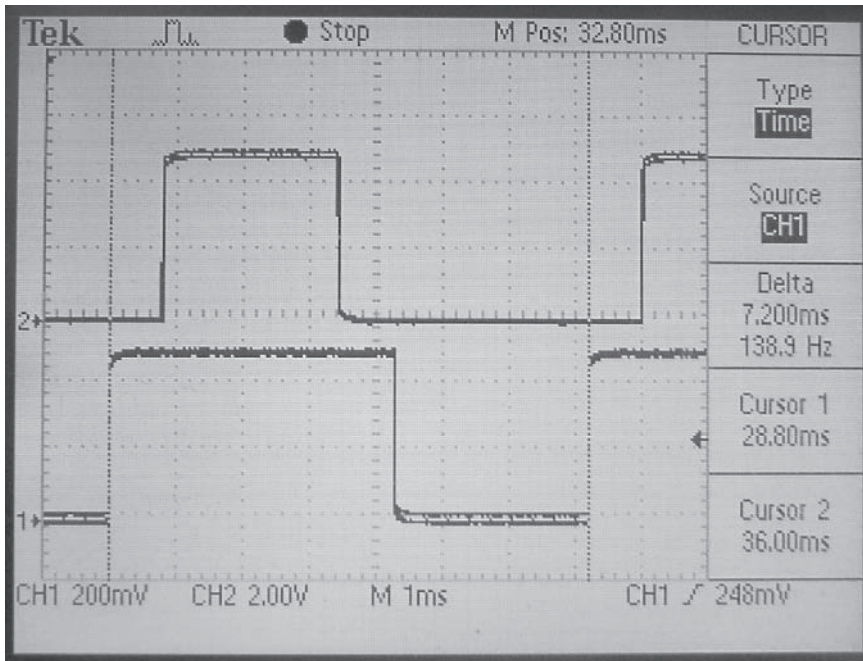 Tek Stop M Pos: 32.80ms CURSOR
Type
Time
Source
CH1
Delta
7.200ms
138.9 Hz
Cursor 1
28.80ms
Cursor 2
36.00ms
2
1
CH1 200mV CH2 2.00V M 1ms CH1 248mV